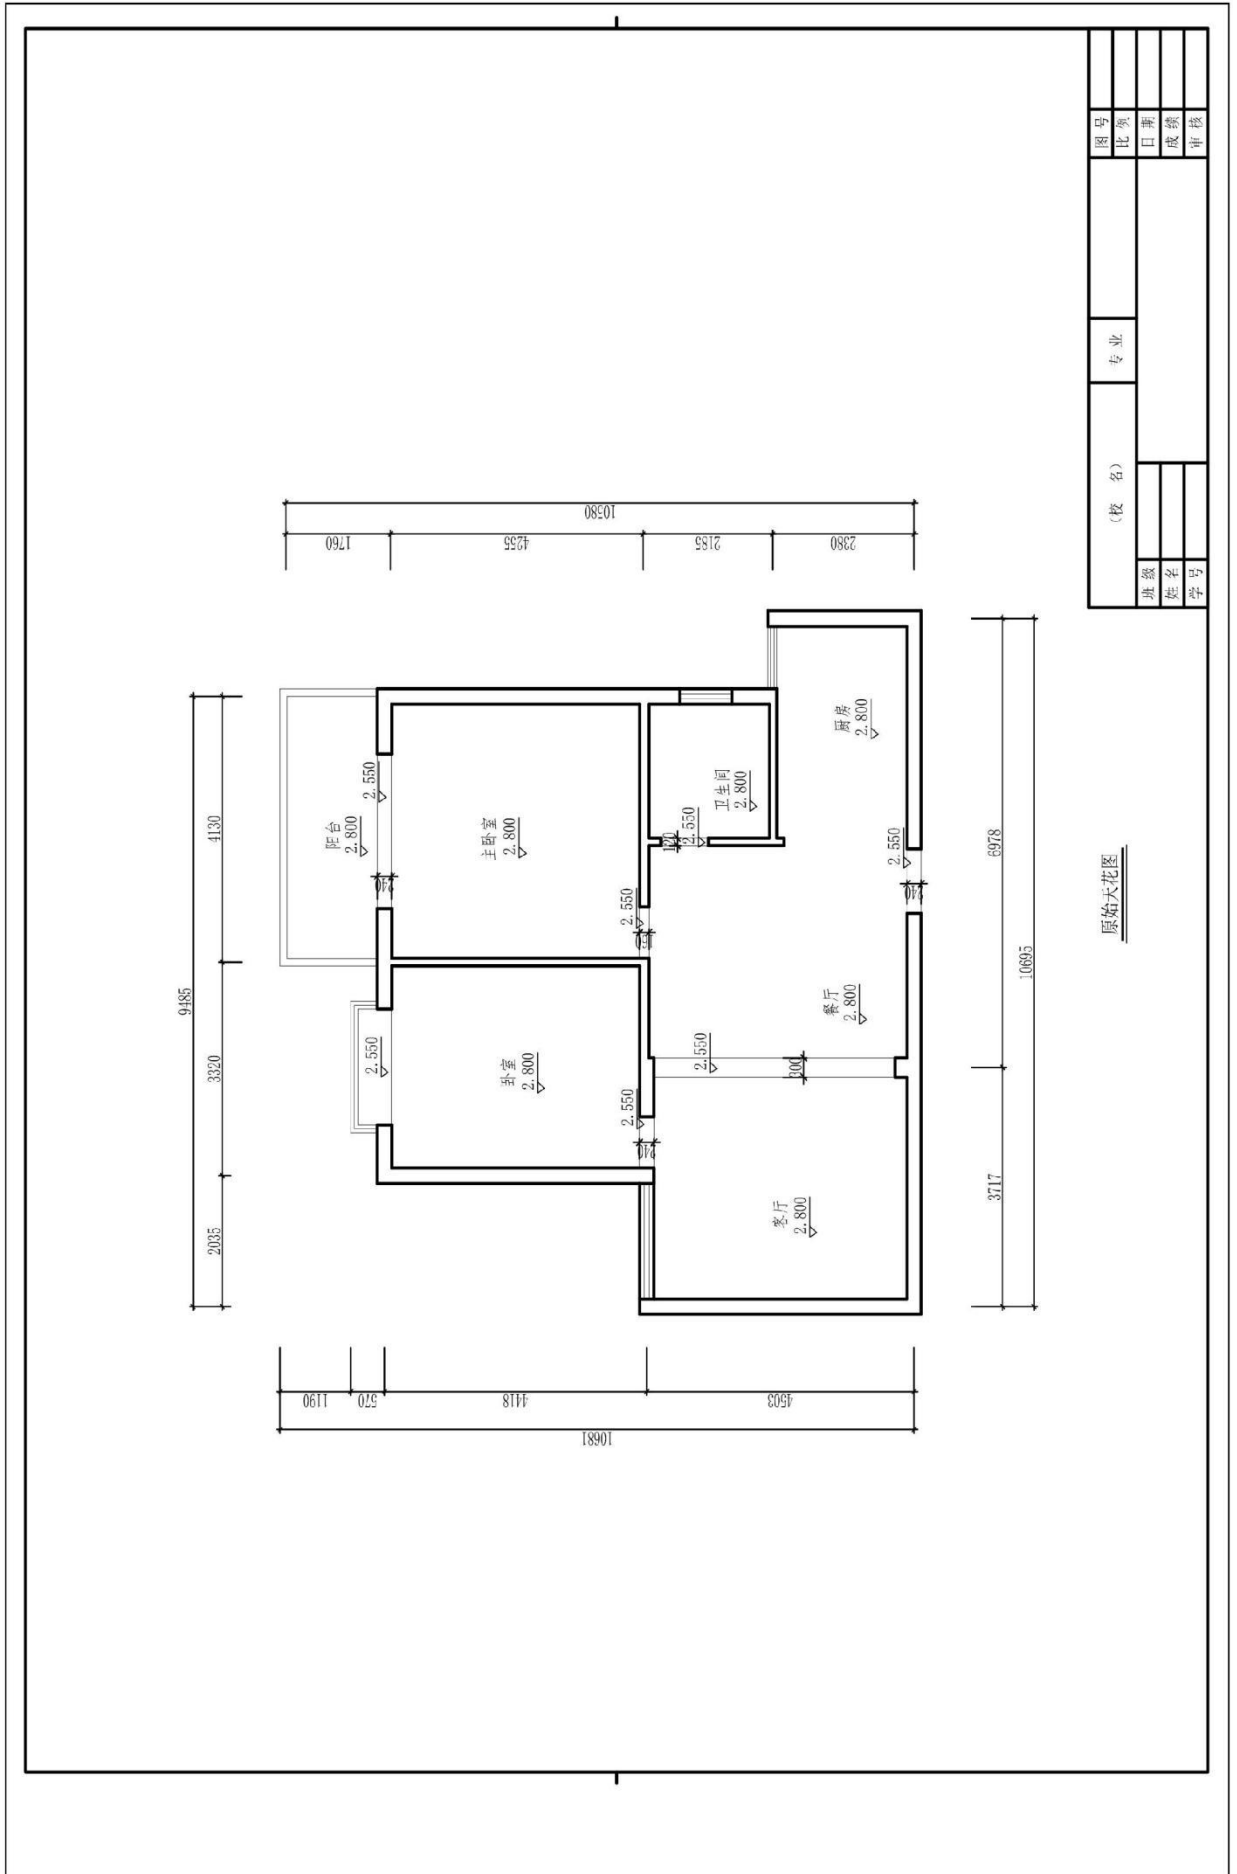 9485
2035
3320
4130
阳台
2.800
2.550
240
2.550
主卧室
2.800
卧室
2.800
2.550
160
2.550
240
卫生间
2.800
2.550
120
厨房
2.800
餐厅
2.800
2.550
300
2.550
240
客厅
2.800
1190
570
4418
4503
10681
1760
4255
2185
2380
10580
3717
6978
10695
原始天花图
(校 名)
专 业
图 号
比 例
班 级
日 期
姓 名
成 绩
学 号
审 核